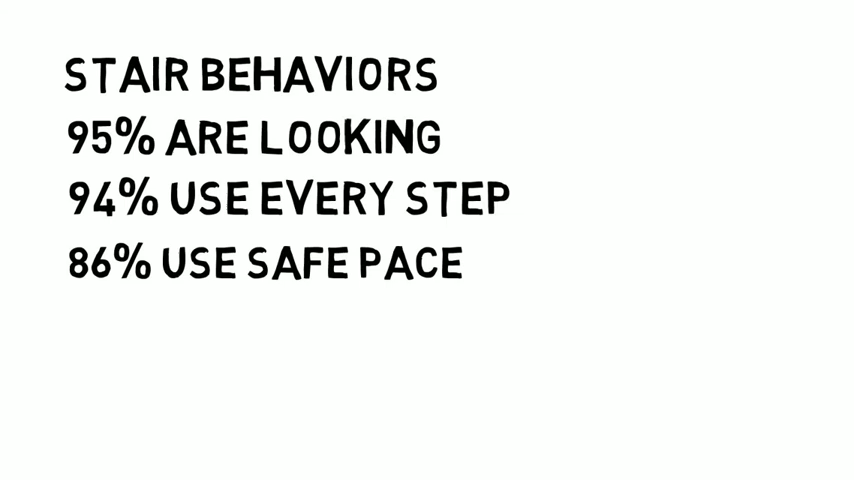 STAIR BEHAVIORS
95% ARE LOOKING
94% USE EVERY STEP
86% USE SAFE PACE